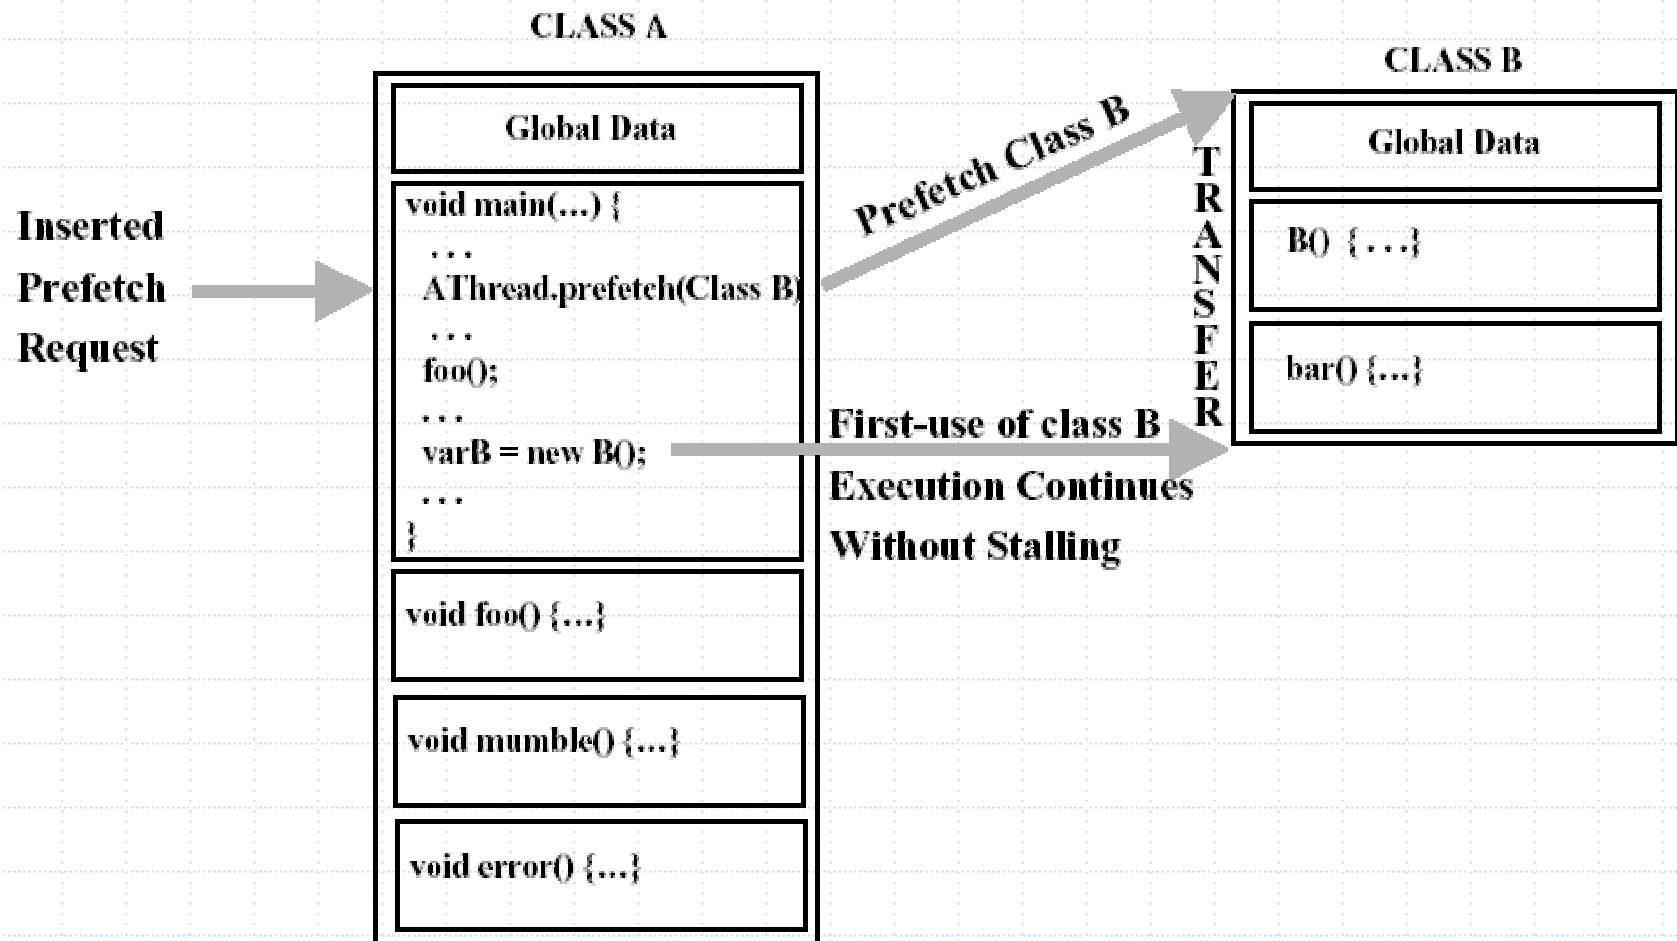 CLASS A
Global Data
void main(...) {
. . .
AThread.prefetch(Class B)
. . .
foo();
. . .
varB = new B();
. . .
}
void foo() {...}
void mumble() {...}
void error() {...}
Inserted
Prefetch
Request
Prefetch Class B
TRANSFER
First-use of class B
Execution Continues
Without Stalling
CLASS B
Global Data
B() { . . .}
bar() {...}